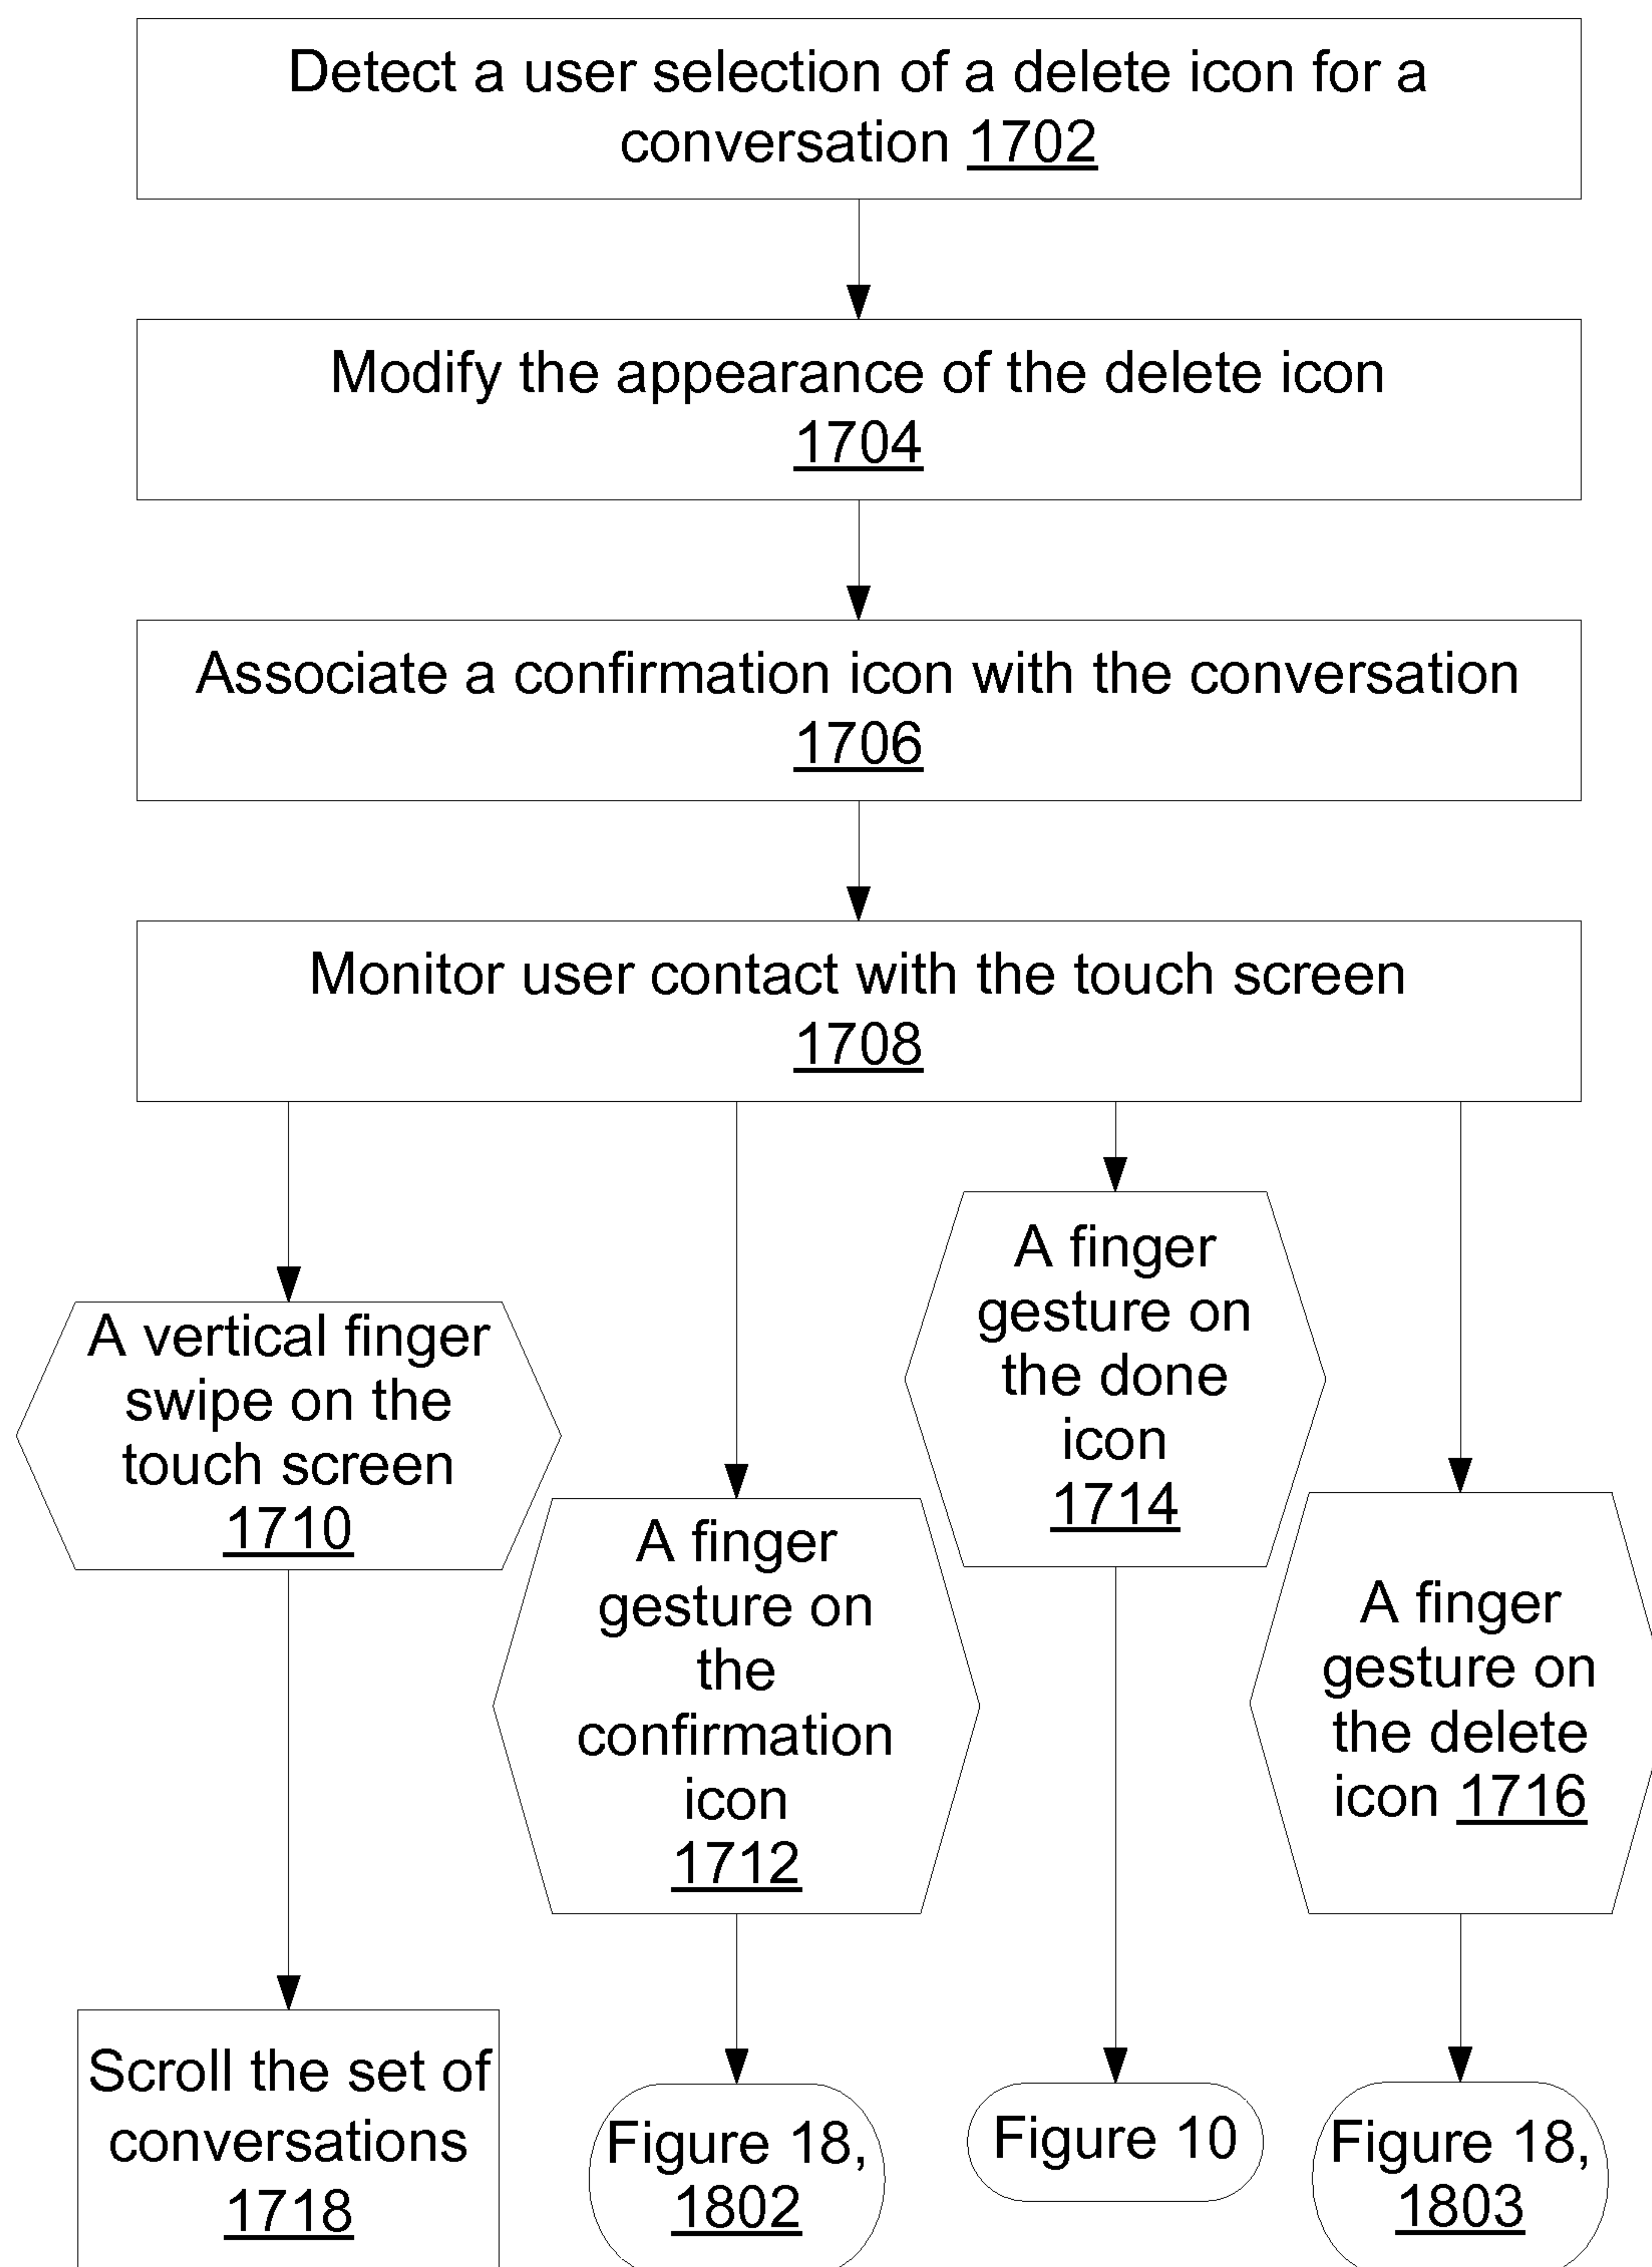 Detect a user selection of a delete icon for a
conversation 1702
Modify the appearance of the delete icon
1704
Associate a confirmation icon with the conversation
1706
Monitor user contact with the touch screen
1708
A vertical finger
swipe on the
touch screen
1710
A finger
gesture on
the
confirmation
icon
1712
A finger
gesture on
the done
icon
1714
A finger
gesture on
the delete
icon 1716
Scroll the set of
conversations
1718
Figure 18,
1802
Figure 10
Figure 18,
1803